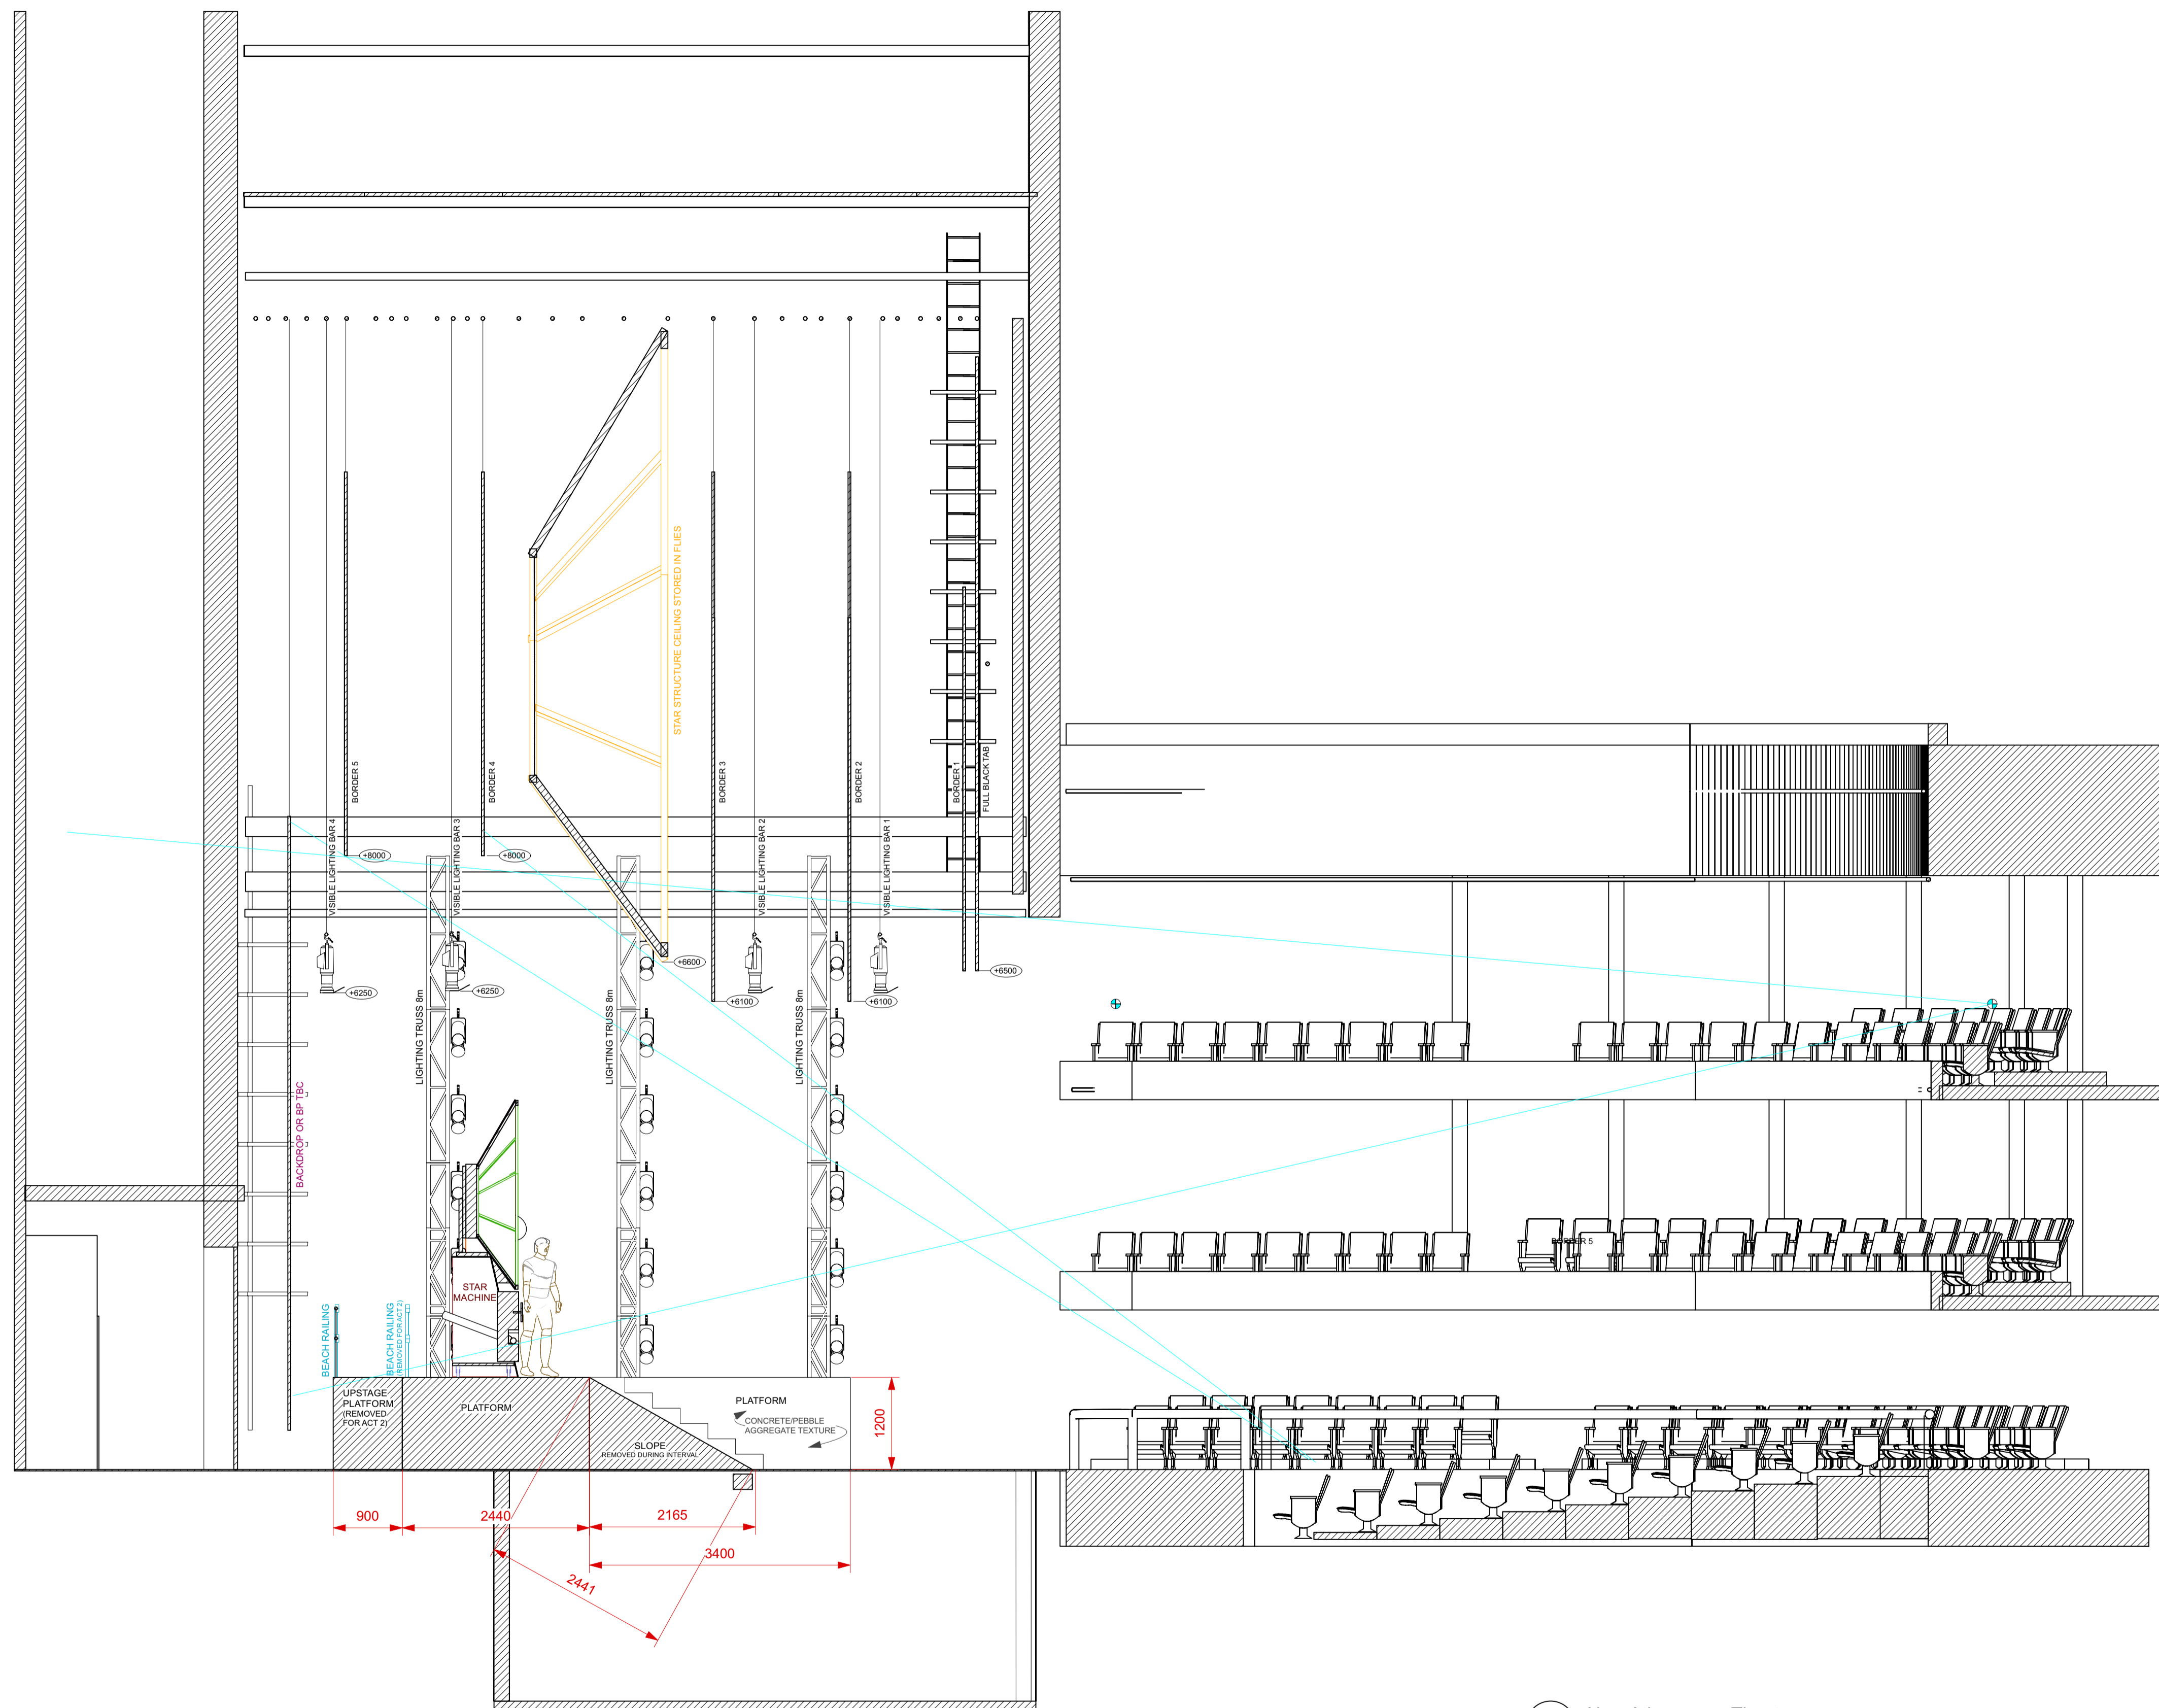 STAR STRUCTURE CEILING STORED IN FLIES
BORDER 5
BORDER 4
BORDER 3
BORDER 2
BORDER 1
FULL BLACK TAB
VISIBLE LIGHTING BAR 4
VISIBLE LIGHTING BAR 3
VISIBLE LIGHTING BAR 2
VISIBLE LIGHTING BAR 1
+8000
+8000
+6600
+6500
+6250
+6250
+6100
+6100
LIGHTING TRUSS 8m
LIGHTING TRUSS 8m
LIGHTING TRUSS 8m
BACKDROP OR BP TBC
BORDER 5
STAR
MACHINE
BEACH RAILING
BEACH RAILING
(REMOVED FOR ACT 2)
UPSTAGE
PLATFORM
(REMOVED
FOR ACT 2)
PLATFORM
PLATFORM
CONCRETE/PEBBLE
AGGREGATE TEXTURE
SLOPE
REMOVED DURING INTERVAL
1200
900
2440
2165
3400
2441